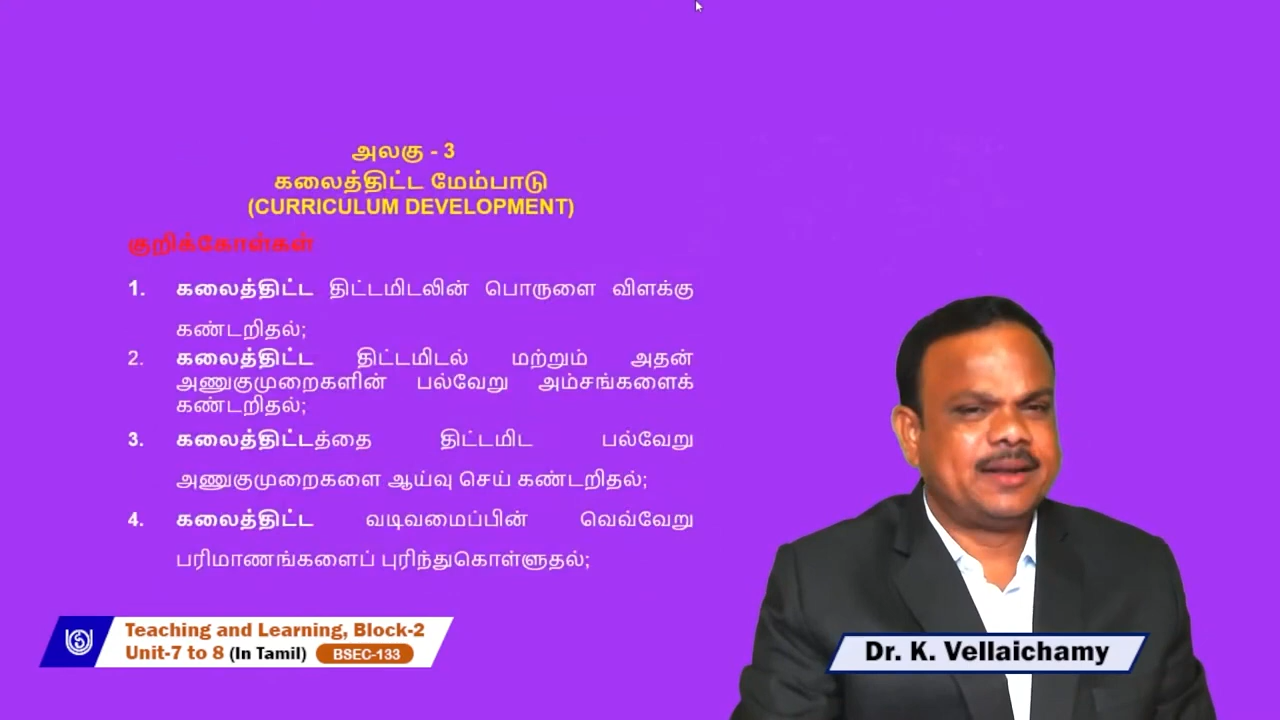 அலகு - 3
கலைத்திட்ட மேம்பாடு
(CURRICULUM DEVELOPMENT)
குறிக்கோள்கள்
1. கலைத்திட்ட திட்டமிடலின் பொருளை விளக்கு
கண்டறிதல்;
2. கலைத்திட்ட திட்டமிடல் மற்றும் அதன்
அணுகுமுறைகளின் பல்வேறு அம்சங்களைக்
கண்டறிதல்;
3. கலைத்திட்டத்தை திட்டமிட பல்வேறு
அணுகுமுறைகளை ஆய்வு செய் கண்டறிதல்;
4. கலைத்திட்ட வடிவமைப்பின் வெவ்வேறு
பரிமாணங்களைப் புரிந்துகொள்ளுதல்;
Teaching and Learning, Block-2
Unit-7 to 8 (In Tamil) BSEC-133
Dr. K. Vellaichamy